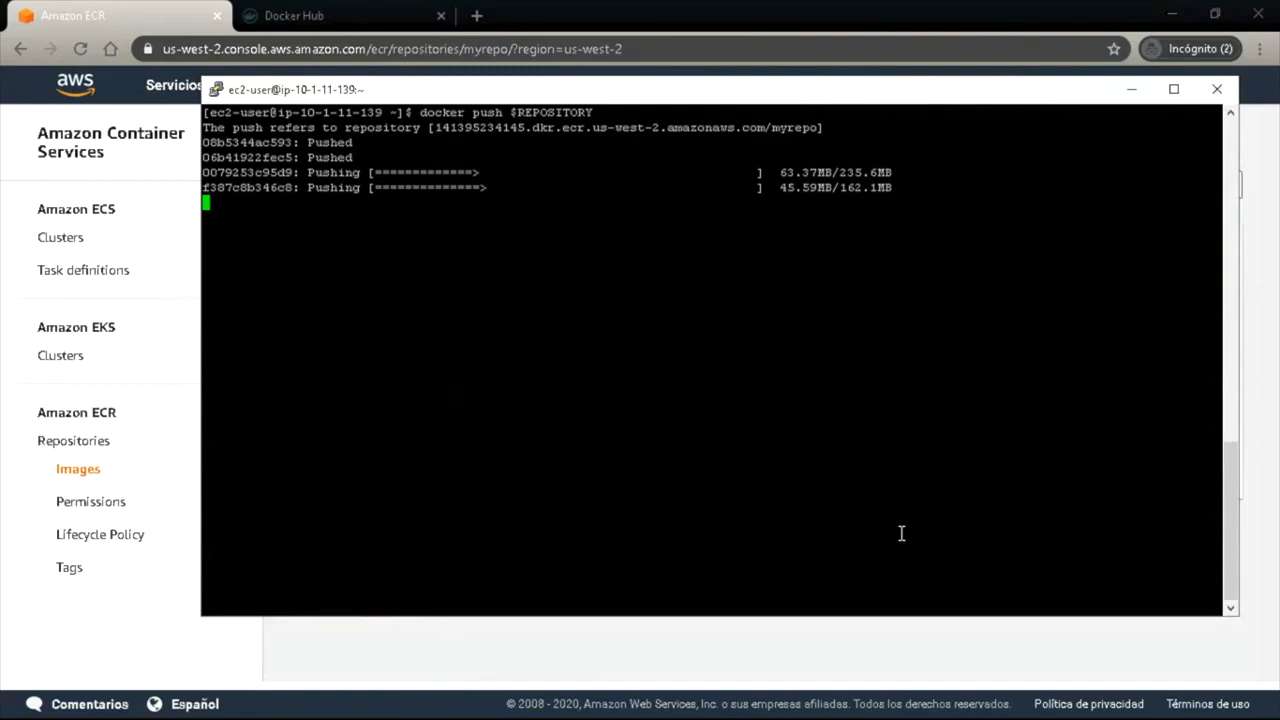 Amazon ECR
Docker Hub
us-west-2.console.aws.amazon.com/ecr/repositories/myrepo/?region=us-west-2
Incógnito (2)
aws
Servicios
ec2-user@ip-10-1-11-139:~
Amazon Container
Services
Amazon ECS
Clusters
Task definitions
Amazon EKS
Clusters
Amazon ECR
Repositories
Images
Permissions
Lifecycle Policy
Tags
[ec2-user@ip-10-1-11-139 ~]$ docker push $REPOSITORY
The push refers to repository [141395234145.dkr.ecr.us-west-2.amazonaws.com/myrepo]
08b5344ac593: Pushed
06b41922fec5: Pushed
0079253c95d9: Pushing [=============>                                     ]  63.37MB/235.6MB
f387c8b346c8: Pushing [==============>                                    ]  45.59MB/162.1MB
Comentarios
Español
© 2008 - 2020, Amazon Web Services, Inc. o sus empresas afiliadas. Todos los derechos reservados.
Política de privacidad
Términos de uso